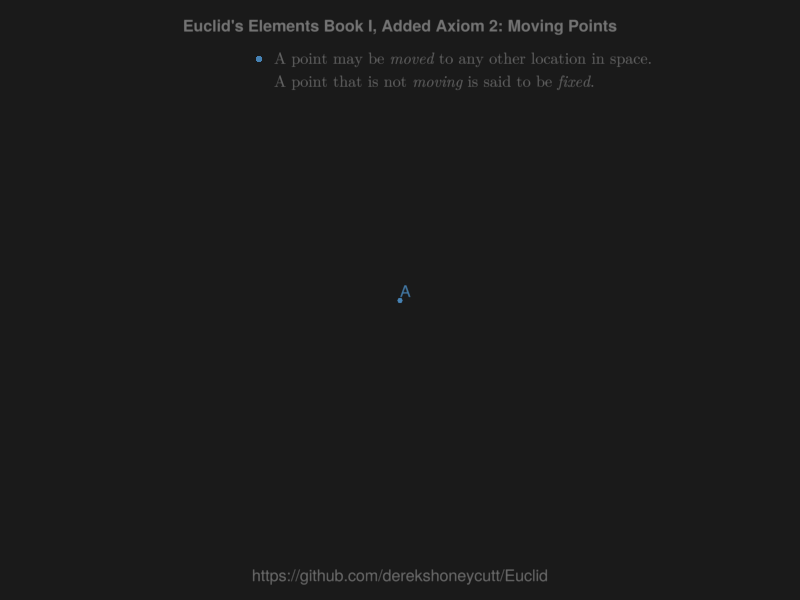 Euclid's Elements Book I, Added Axiom 2: Moving Points
A point may be moved to any other location in space.
A point that is not moving is said to be fixed.
A
https://github.com/derekshoneycutt/Euclid